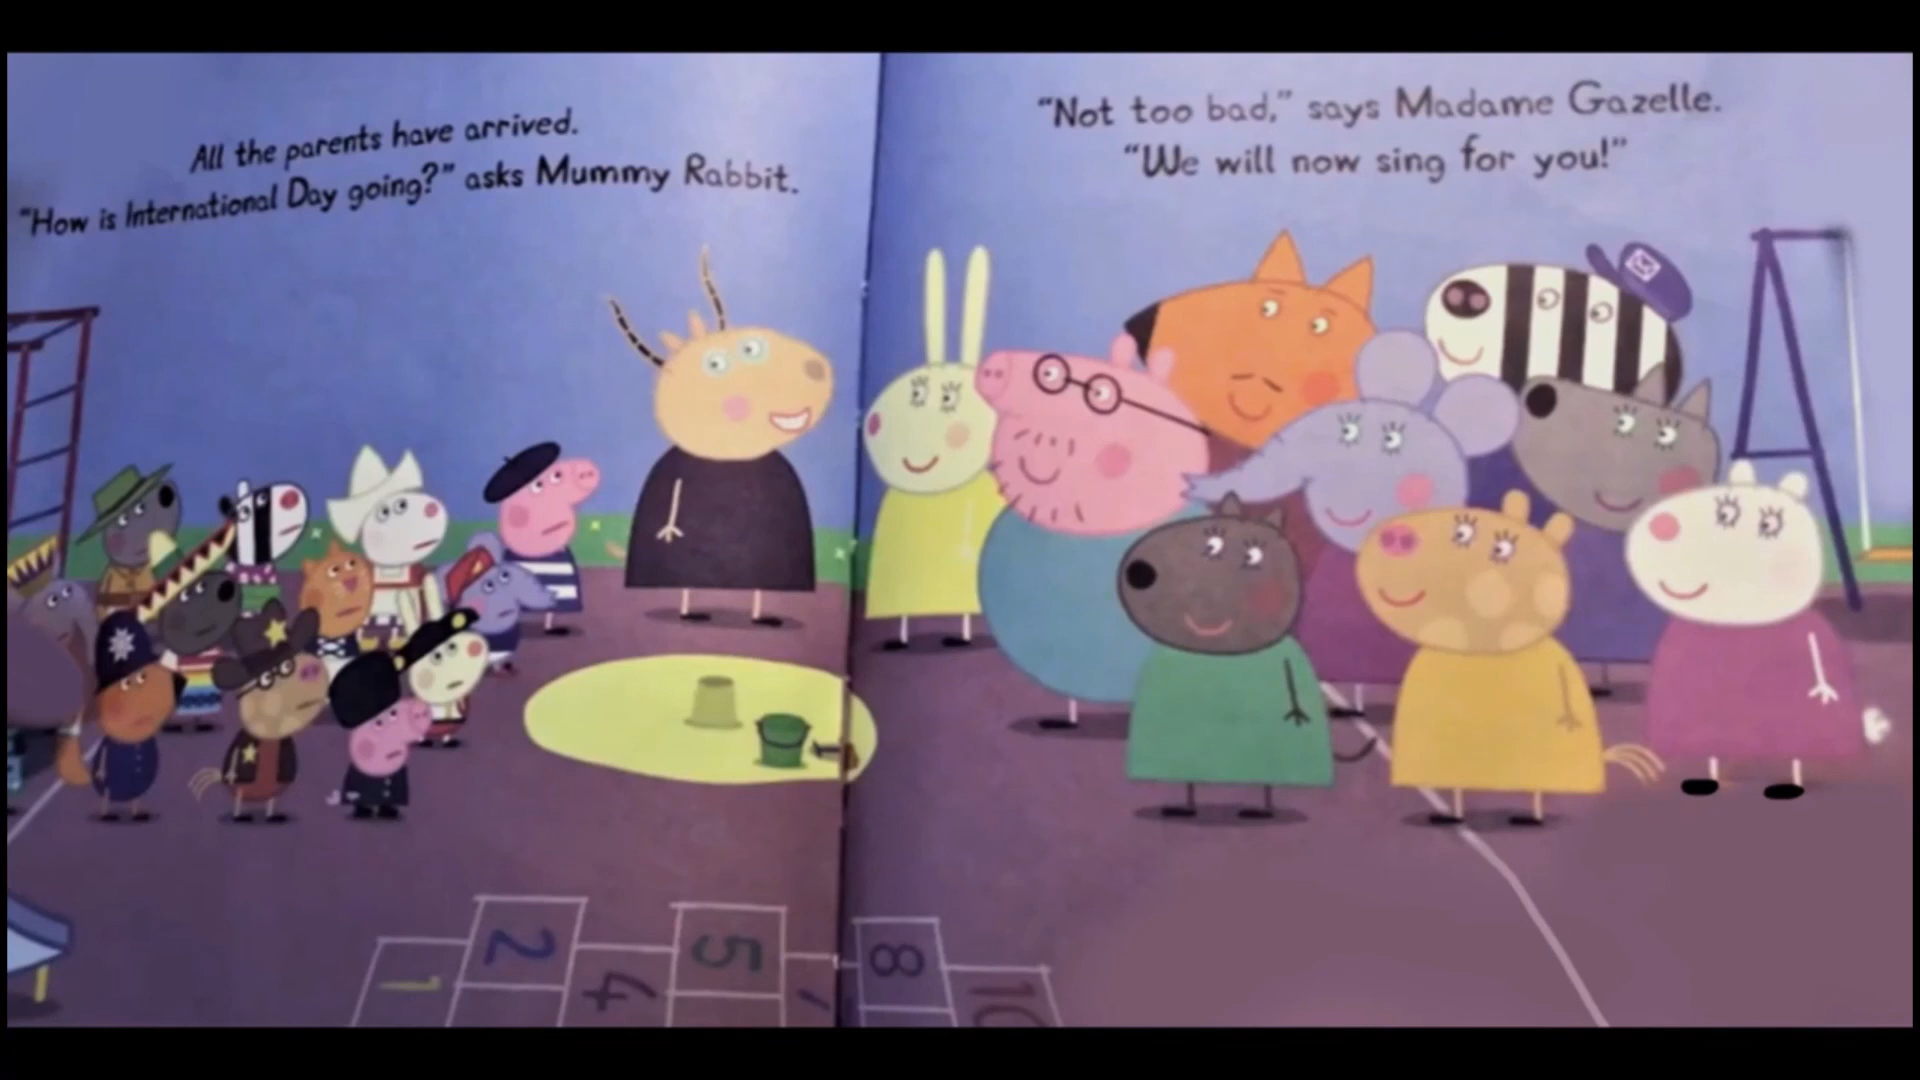 All the parents have arrived.
"How is International Day going?" asks Mummy Rabbit.
"Not too bad," says Madame Gazelle.
"We will now sing for you!"
1
2
4
5
8
10